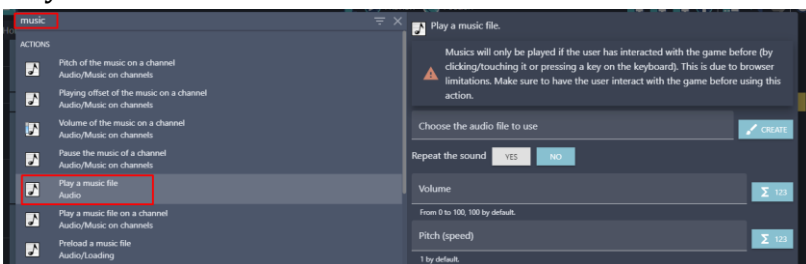 music
ACTIONS
Pitch of the music on a channel
Audio/Music on channels
Playing offset of the music on a channel
Audio/Music on channels
Volume of the music on a channel
Audio/Music on channels
Pause the music of a channel
Audio/Music on channels
Play a music file
Audio
Play a music file on a channel
Audio/Music on channels
Preload a music file
Audio/Loading
Play a music file.
Musics will only be played if the user has interacted with the game before (by
clicking/touching it or pressing a key on the keyboard). This is due to browser
limitations. Make sure to have the user interact with the game before using this
action.
Choose the audio file to use
CREATE
Repeat the sound YES NO
Volume
Σ 123
From 0 to 100, 100 by default.
Pitch (speed)
Σ 123
1 by default.